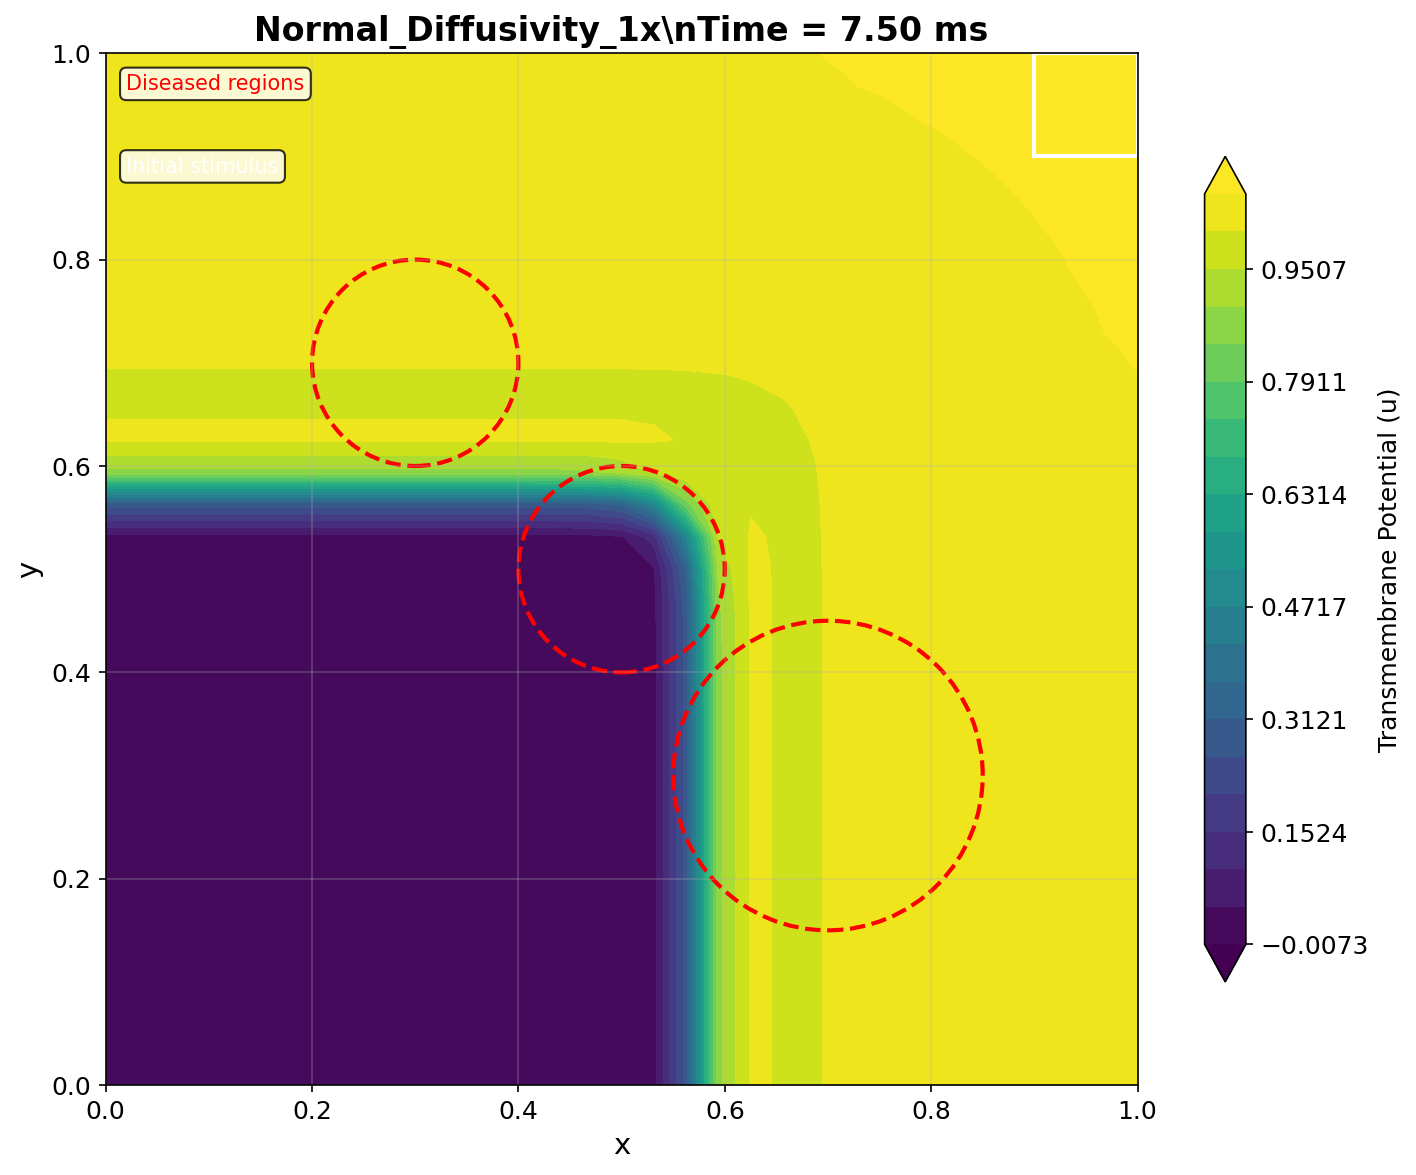 Normal_Diffusivity_1x\nTime = 7.50 ms
1.0
Diseased regions
Initial stimulus
0.8
0.6
0.4
0.2
0.0
y
0.0 0.2 0.4 0.6 0.8 1.0
x
0.9507
0.7911
0.6314
0.4717
0.3121
0.1524
−0.0073
Transmembrane Potential (u)